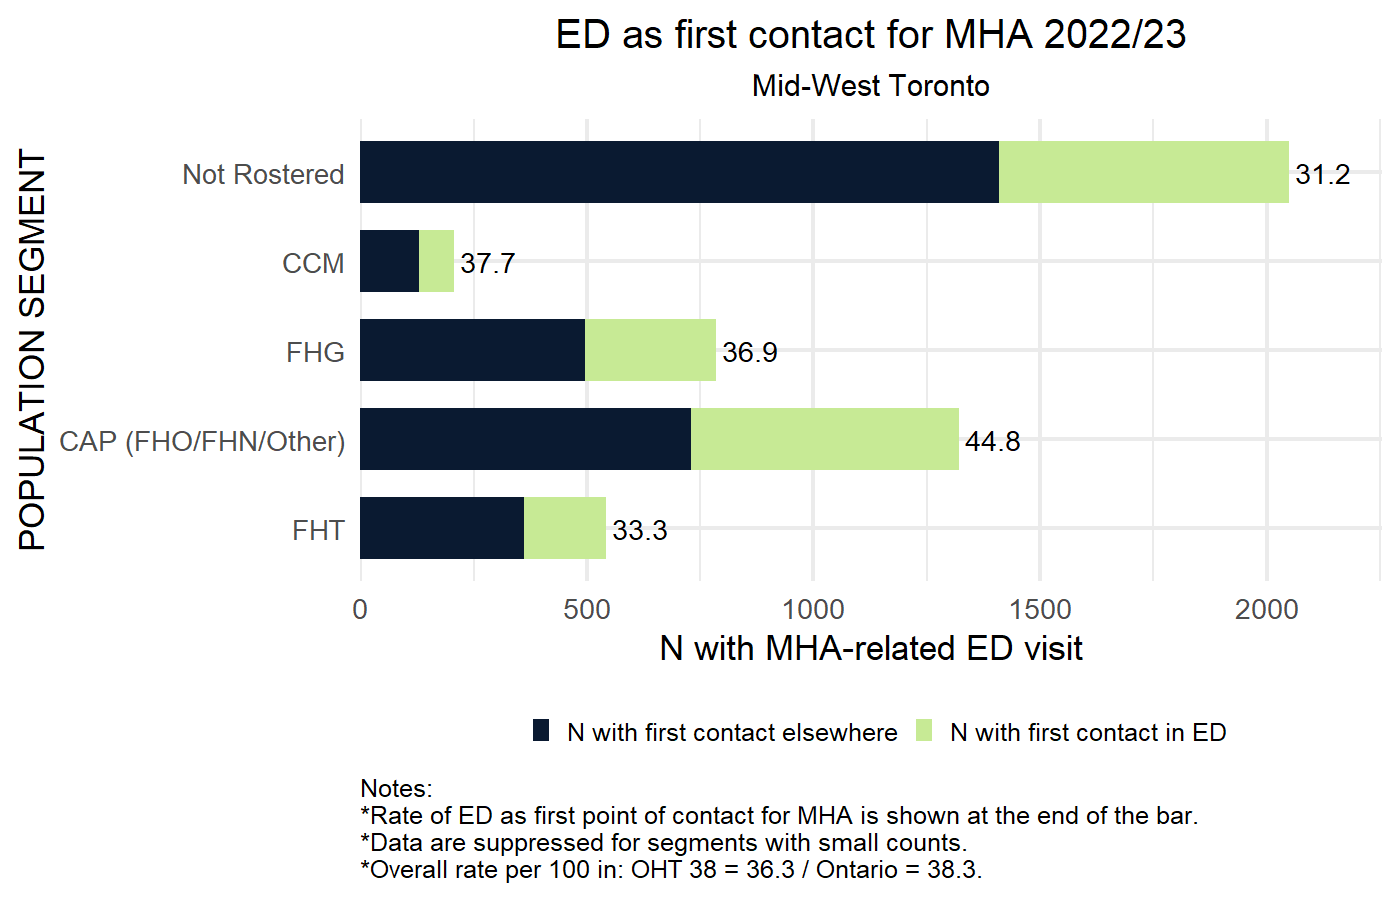 ED as first contact for MHA 2022/23
Mid-West Toronto
POPULATION SEGMENT
Not Rostered
31.2
CCM
37.7
FHG
36.9
CAP (FHO/FHN/Other)
44.8
FHT
33.3
0 500 1000 1500 2000
N with MHA-related ED visit
N with first contact elsewhere N with first contact in ED
Notes:
*Rate of ED as first point of contact for MHA is shown at the end of the bar.
*Data are suppressed for segments with small counts.
*Overall rate per 100 in: OHT 38 = 36.3 / Ontario = 38.3.